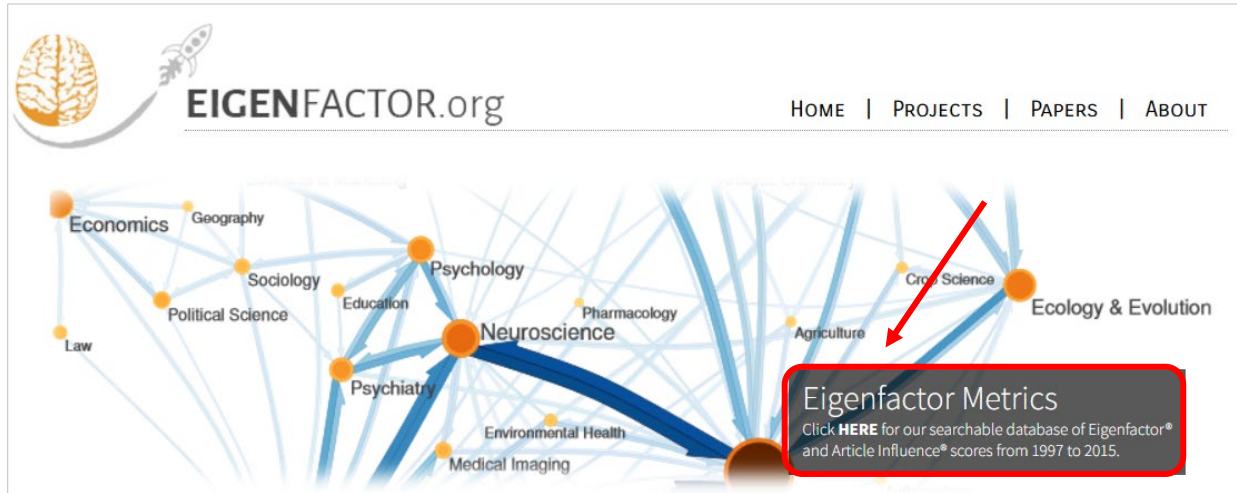 EIGENFACTOR.org
HOME | PROJECTS | PAPERS | ABOUT
Economics
Geography
Sociology
Psychology
Political Science
Education
Law
Neuroscience
Pharmacology
Crop Science
Ecology & Evolution
Agriculture
Psychiatry
Environmental Health
Medical Imaging
Eigenfactor Metrics
Click HERE for our searchable database of Eigenfactor®
and Article Influence® scores from 1997 to 2015.